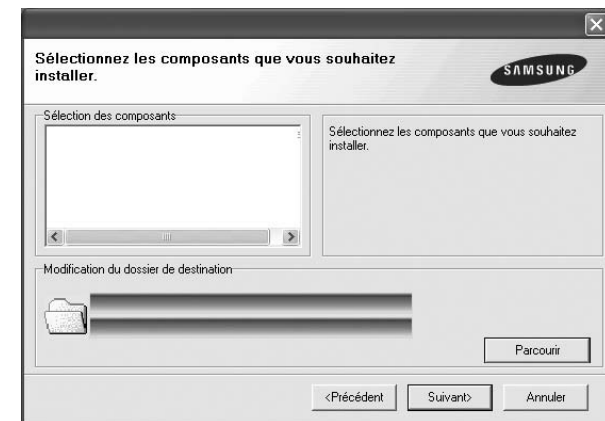 Sélectionnez les composants que vous souhaitez
installer.
SAMSUNG
Sélection des composants
Sélectionnez les composants que vous souhaitez
installer.
Modification du dossier de destination
Parcourir
<Précédent
Suivant>
Annuler